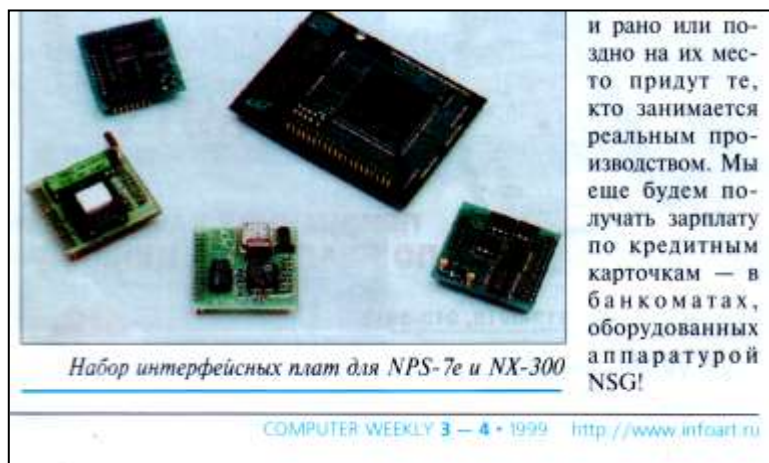 и рано или по-
здно на их мес-
то придут те,
кто занимается
реальным про-
изводством. Мы
еще будем по-
лучать зарплату
по кредитным
карточкам — в
банкоматах,
оборудованных
аппаратурой
NSG!
Набор интерфейсных плат для NPS-7e и NX-300
COMPUTER WEEKLY 3 — 4 • 1999 http://www.infoart.ru